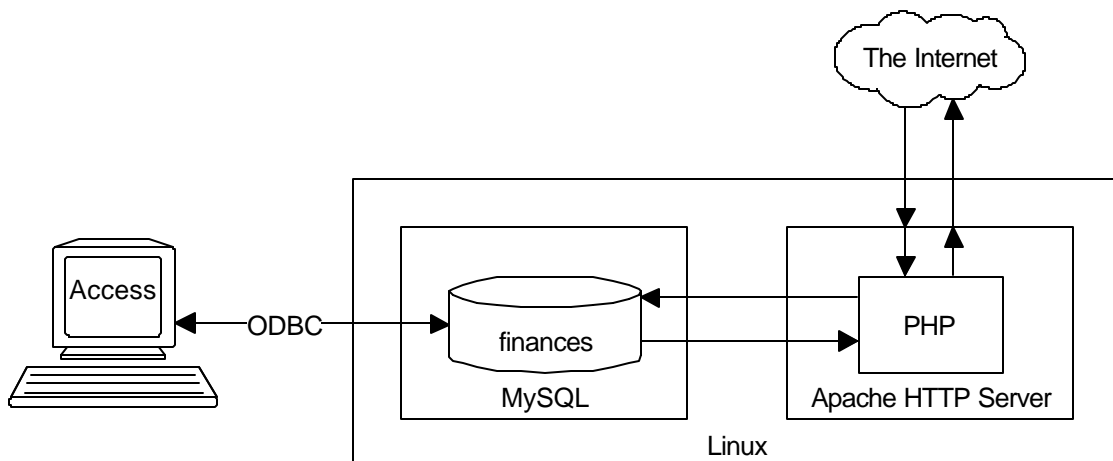 The Internet
Access
ODBC
finances
MySQL
PHP
Apache HTTP Server
Linux